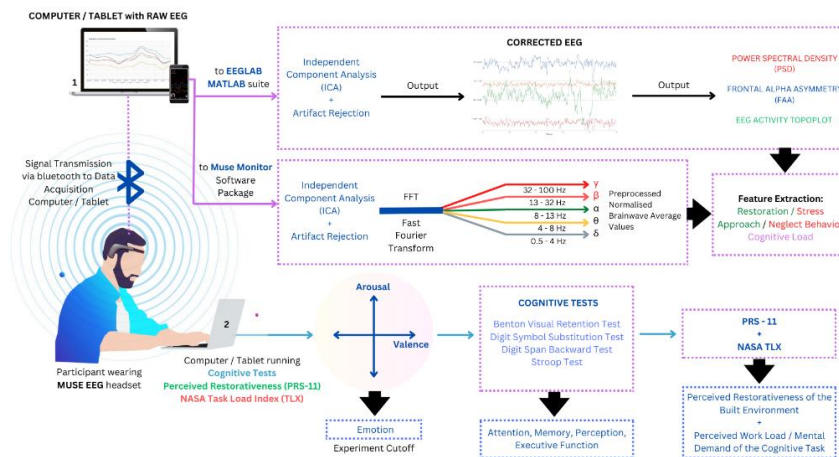 COMPUTER / TABLET with RAW EEG
1
to EEGLAB
MATLAB suite
Independent
Component Analysis
(ICA)
+
Artifact Rejection
Output
CORRECTED EEG
Output
POWER SPECTRAL DENSITY
(PSD)
FRONTAL ALPHA ASYMMETRY
(FAA)
EEG ACTIVITY TOPOPLOT
Signal Transmission
via bluetooth to Data
Acquisition
Computer / Tablet
to Muse Monitor
Software
Package
Independent
Component Analysis
(ICA)
+
Artifact Rejection
FFT
Fast
Fourier
Transform
32 - 100 Hz
13 - 32 Hz
8 - 13 Hz
4 - 8 Hz
0.5 - 4 Hz
γ
β
α
θ
δ
Preprocessed
Normalised
Brainwave Average
Values
Feature Extraction:
Restoration / Stress
Approach / Neglect Behavior
Cognitive Load
Participant wearing
MUSE EEG headset
2
Computer / Tablet running
Cognitive Tests
Perceived Restorativeness (PRS-11)
NASA Task Load Index (TLX)
Arousal
Valence
Emotion
Experiment Cutoff
COGNITIVE TESTS
Benton Visual Retention Test
Digit Symbol Substitution Test
Digit Span Backward Test
Stroop Test
Attention, Memory, Perception,
Executive Function
PRS - 11
+
NASA TLX
Perceived Restorativeness of the
Built Environment
+
Perceived Work Load / Mental
Demand of the Cognitive Task